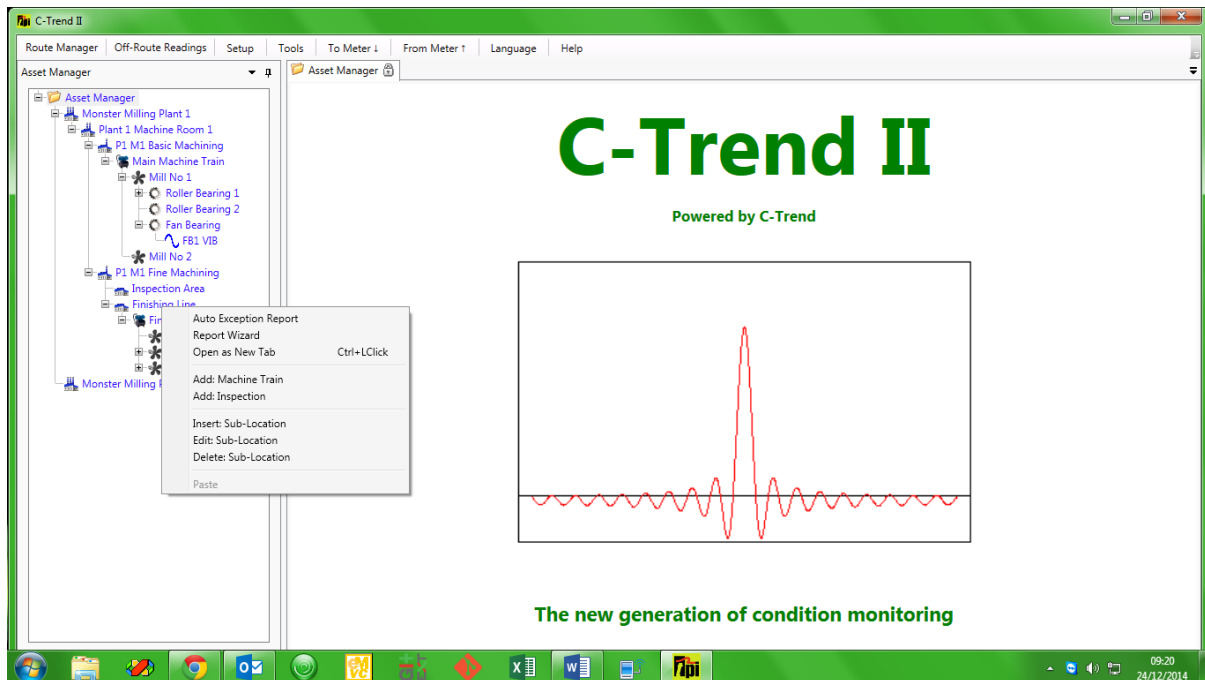 C-Trend II
Route Manager Off-Route Readings Setup Tools To Meter ↓ From Meter ↑ Language Help
Asset Manager
Asset Manager
Asset Manager
Monster Milling Plant 1
Plant 1 Machine Room 1
P1 M1 Basic Machining
Main Machine Train
Mill No 1
Roller Bearing 1
Roller Bearing 2
Fan Bearing
FB1 VIB
Mill No 2
P1 M1 Fine Machining
Inspection Area
Finishing Line
Fin
Monster Milling
Auto Exception Report
Report Wizard
Open as New Tab Ctrl+LClick
Add: Machine Train
Add: Inspection
Insert: Sub-Location
Edit: Sub-Location
Delete: Sub-Location
Paste
C-Trend II
Powered by C-Trend
The new generation of condition monitoring
09:20
24/12/2014